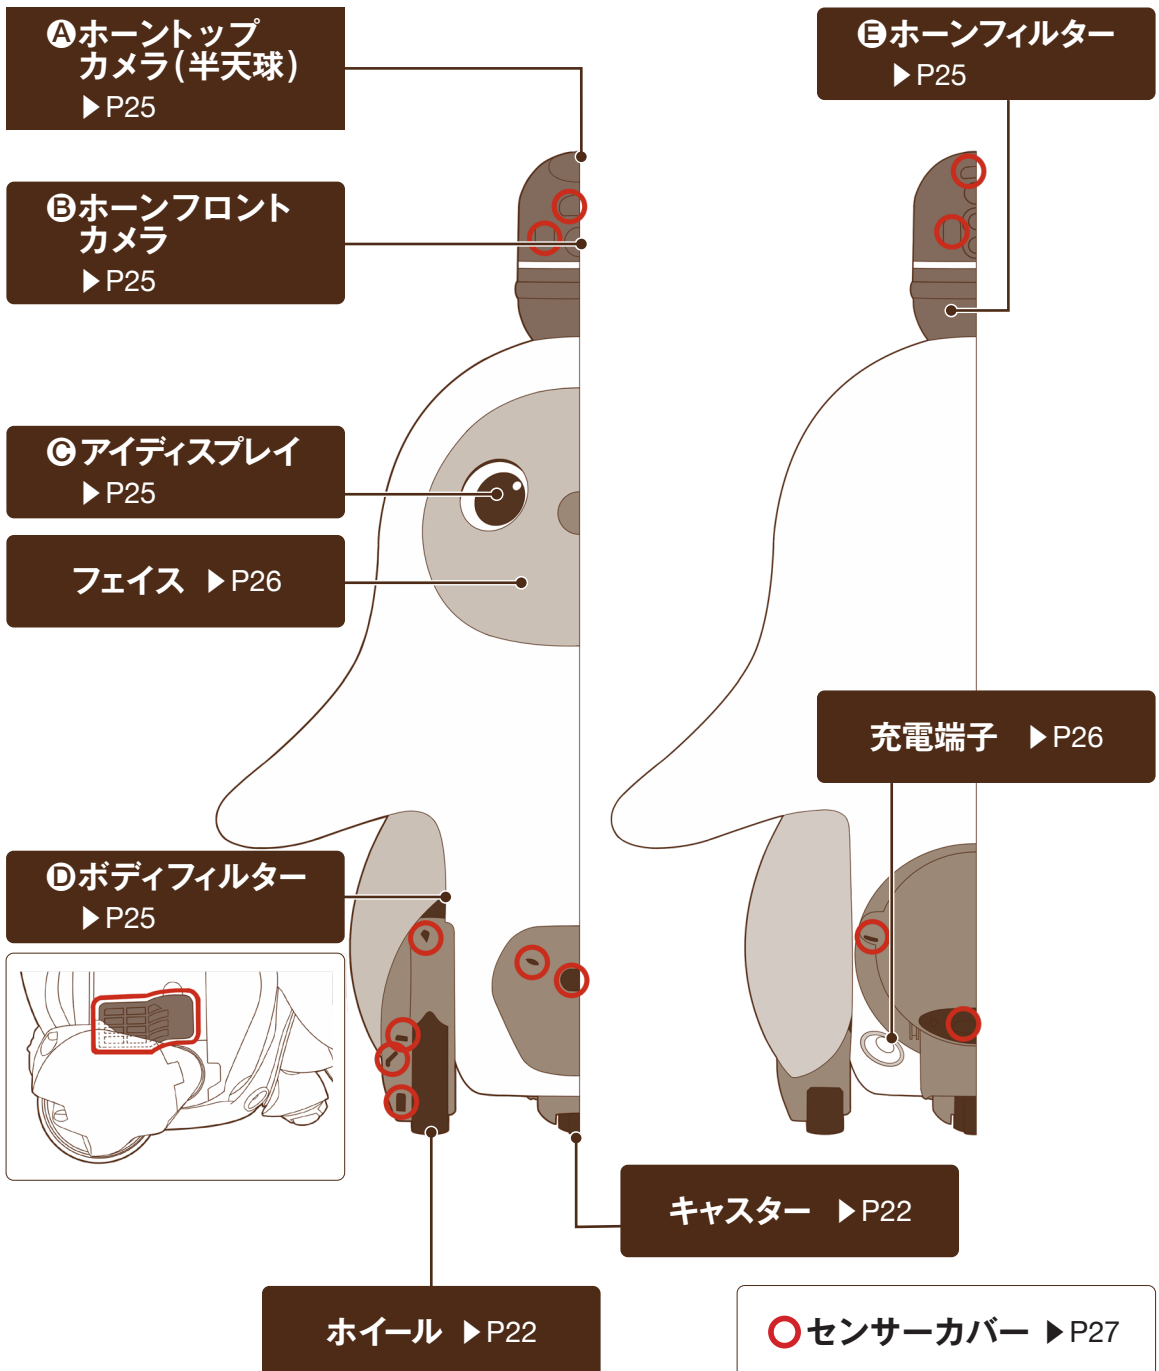 Ⓐホーントップ
カメラ(半天球)
▶P25
Ⓑホーンフロント
カメラ
▶P25
Ⓒアイディスプレイ
▶P25
フェイス ▶P26
Ⓓボディフィルター
▶P25
ホイール ▶P22
キャスター ▶P22
Ⓔホーンフィルター
▶P25
充電端子 ▶P26
センサーカバー ▶P27